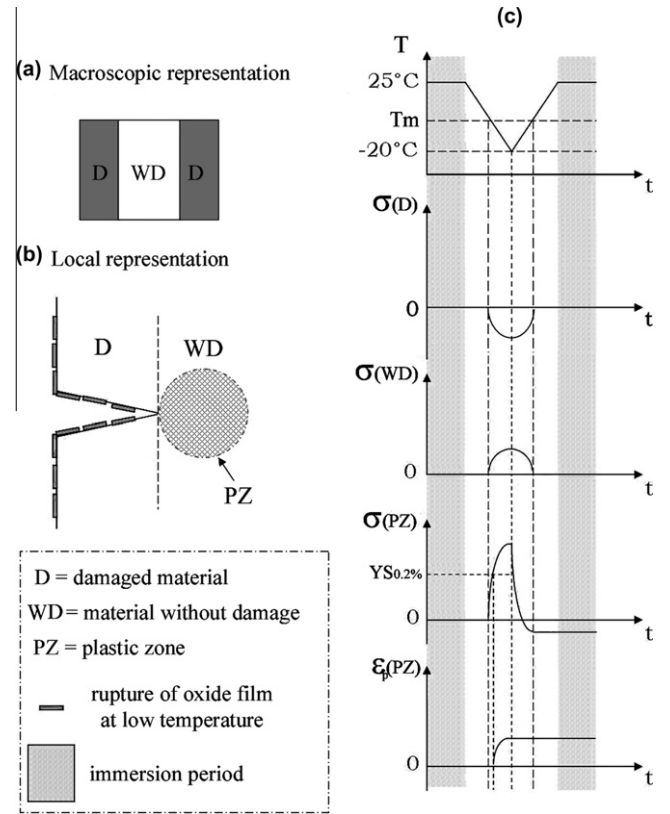 (a) Macroscopic representation
D
WD
D
(b) Local representation
D
WD
PZ
D = damaged material
WD= material without damage
PZ = plastic zone
rupture of oxide film
at low temperature
immersion period
(c)
T
25°C
Tm
-20°C
t
σ(D)
0
t
σ(WD)
0
t
σ(PZ)
YS0.2%
0
t
εp(PZ)
0
t